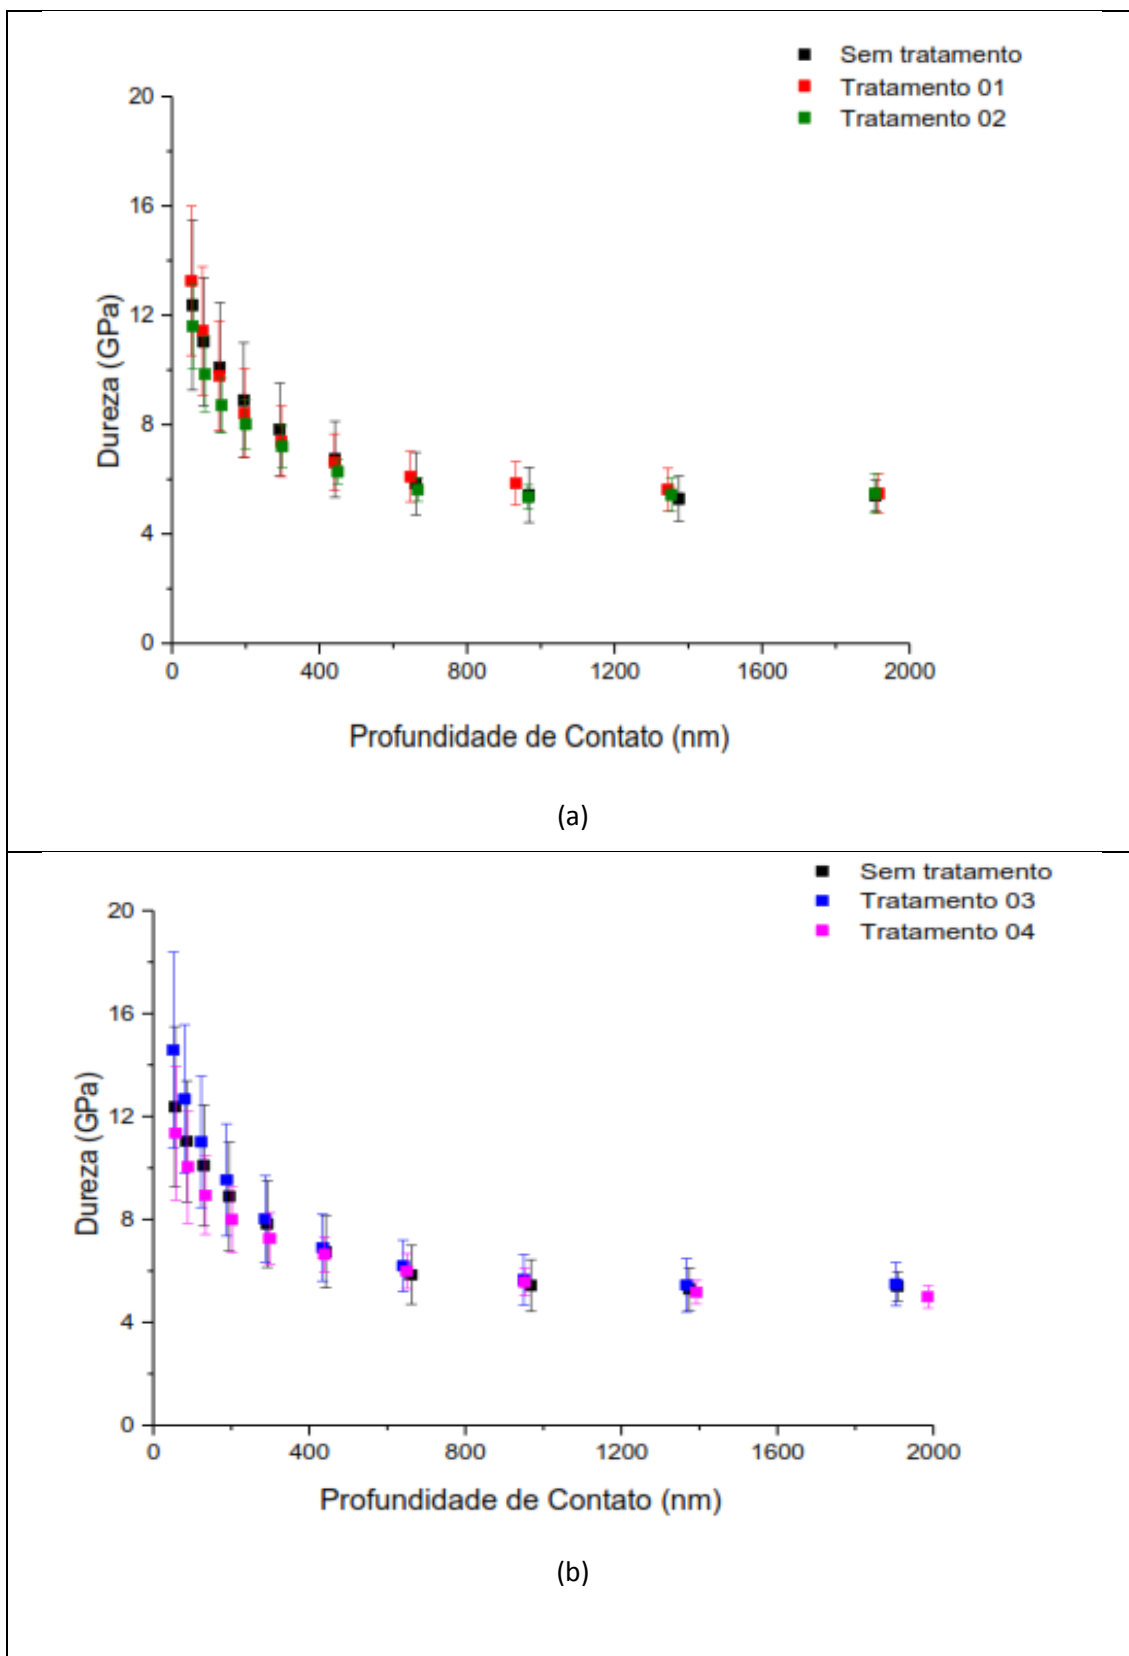 Sem tratamento
Tratamento 01
Tratamento 02
20
16
12
8
4
0
Dureza (GPa)
0 400 800 1200 1600 2000
Profundidade de Contato (nm)
(a)
Sem tratamento
Tratamento 03
Tratamento 04
20
16
12
8
4
0
Dureza (GPa)
0 400 800 1200 1600 2000
Profundidade de Contato (nm)
(b)